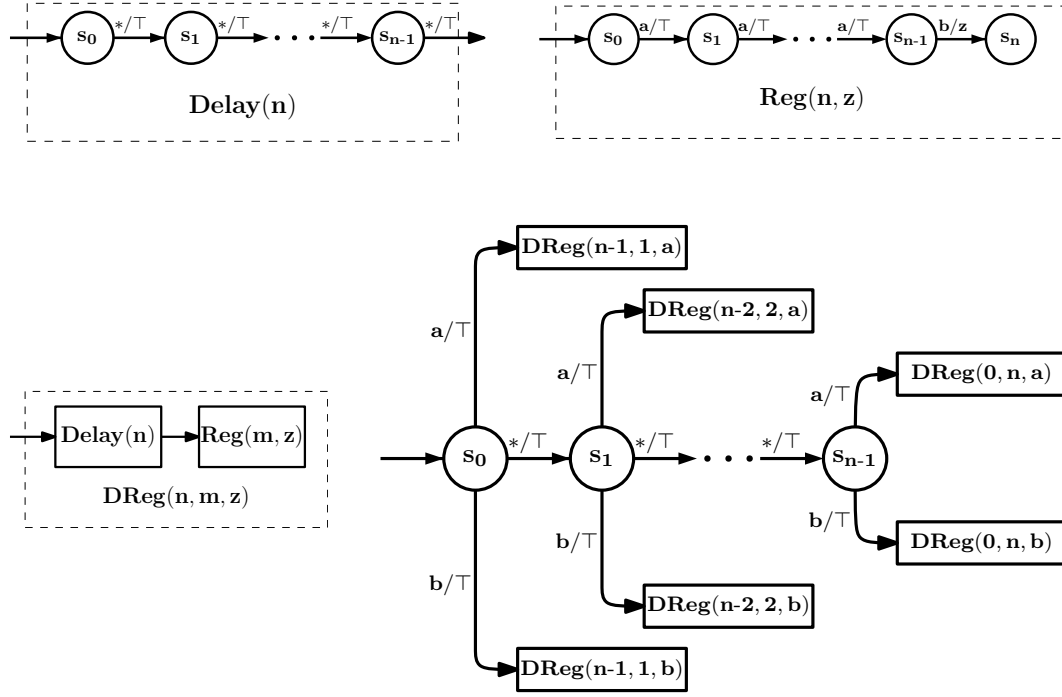 s₀ */⊤ s₁ */⊤ · · · */⊤ sₙ₋₁ */⊤
Delay(n)
s₀ a/⊤ s₁ a/⊤ · · · a/⊤ sₙ₋₁ b/z sₙ
Reg(n, z)
DReg(n-1, 1, a)
DReg(n-2, 2, a)
a/⊤
a/⊤
DReg(0, n, a)
a/⊤
Delay(n) Reg(m, z)
DReg(n, m, z)
s₀ */⊤ s₁ */⊤ · · · */⊤ sₙ₋₁
b/⊤
b/⊤
DReg(0, n, b)
b/⊤
DReg(n-2, 2, b)
DReg(n-1, 1, b)